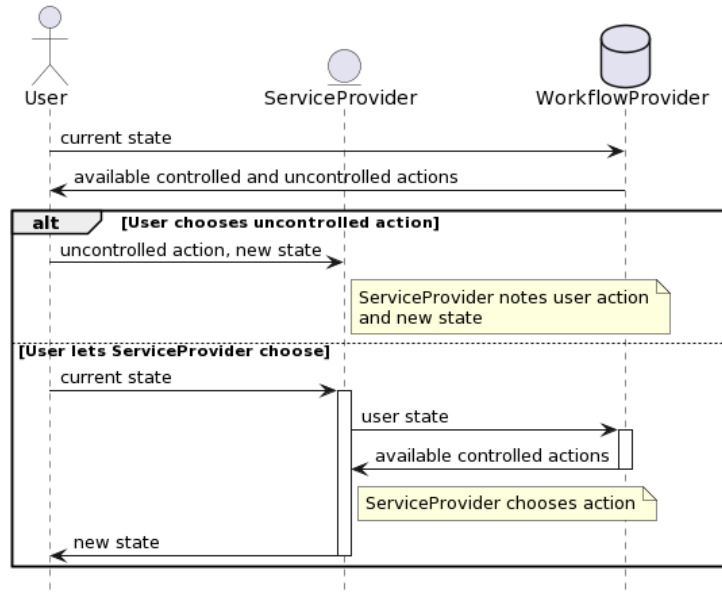 User
ServiceProvider
WorkflowProvider
current state
available controlled and uncontrolled actions
alt
[User chooses uncontrolled action]
uncontrolled action, new state
ServiceProvider notes user action
and new state
[User lets ServiceProvider choose]
current state
user state
available controlled actions
ServiceProvider chooses action
new state